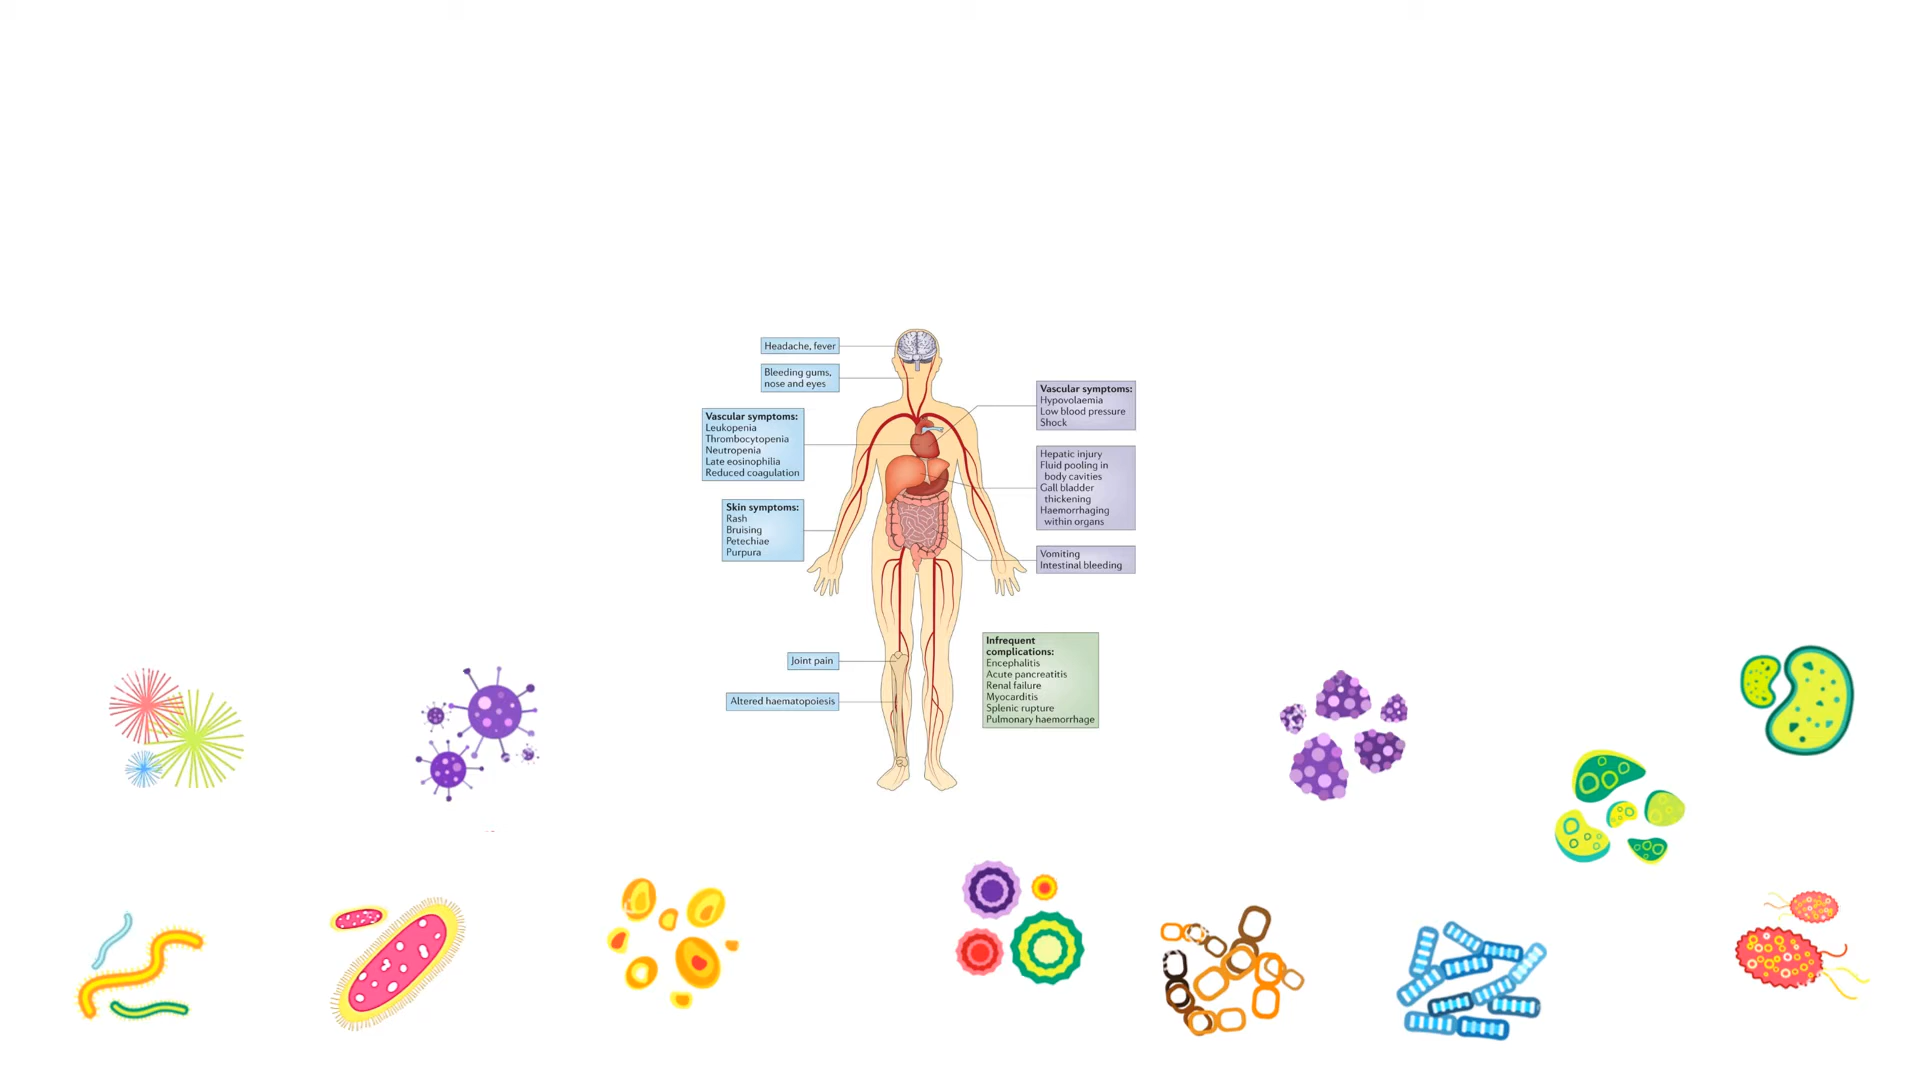 Headache, fever
Bleeding gums,
nose and eyes
Vascular symptoms:
Leukopenia
Thrombocytopenia
Neutropenia
Late eosinophilia
Reduced coagulation
Skin symptoms:
Rash
Bruising
Petechiae
Purpura
Joint pain
Altered haematopoiesis
Vascular symptoms:
Hypovolaemia
Low blood pressure
Shock
Hepatic injury
Fluid pooling in
body cavities
Gall bladder
thickening
Haemorrhaging
within organs
Vomiting
Intestinal bleeding
Infrequent
complications:
Encephalitis
Acute pancreatitis
Renal failure
Myocarditis
Splenic rupture
Pulmonary haemorrhage